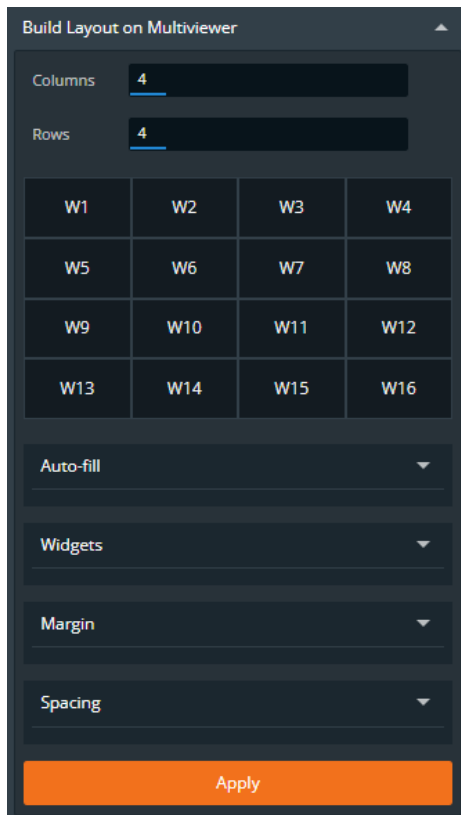 Build Layout on Multiviewer
Columns 4
Rows 4
W1 W2 W3 W4
W5 W6 W7 W8
W9 W10 W11 W12
W13 W14 W15 W16
Auto-fill
Widgets
Margin
Spacing
Apply